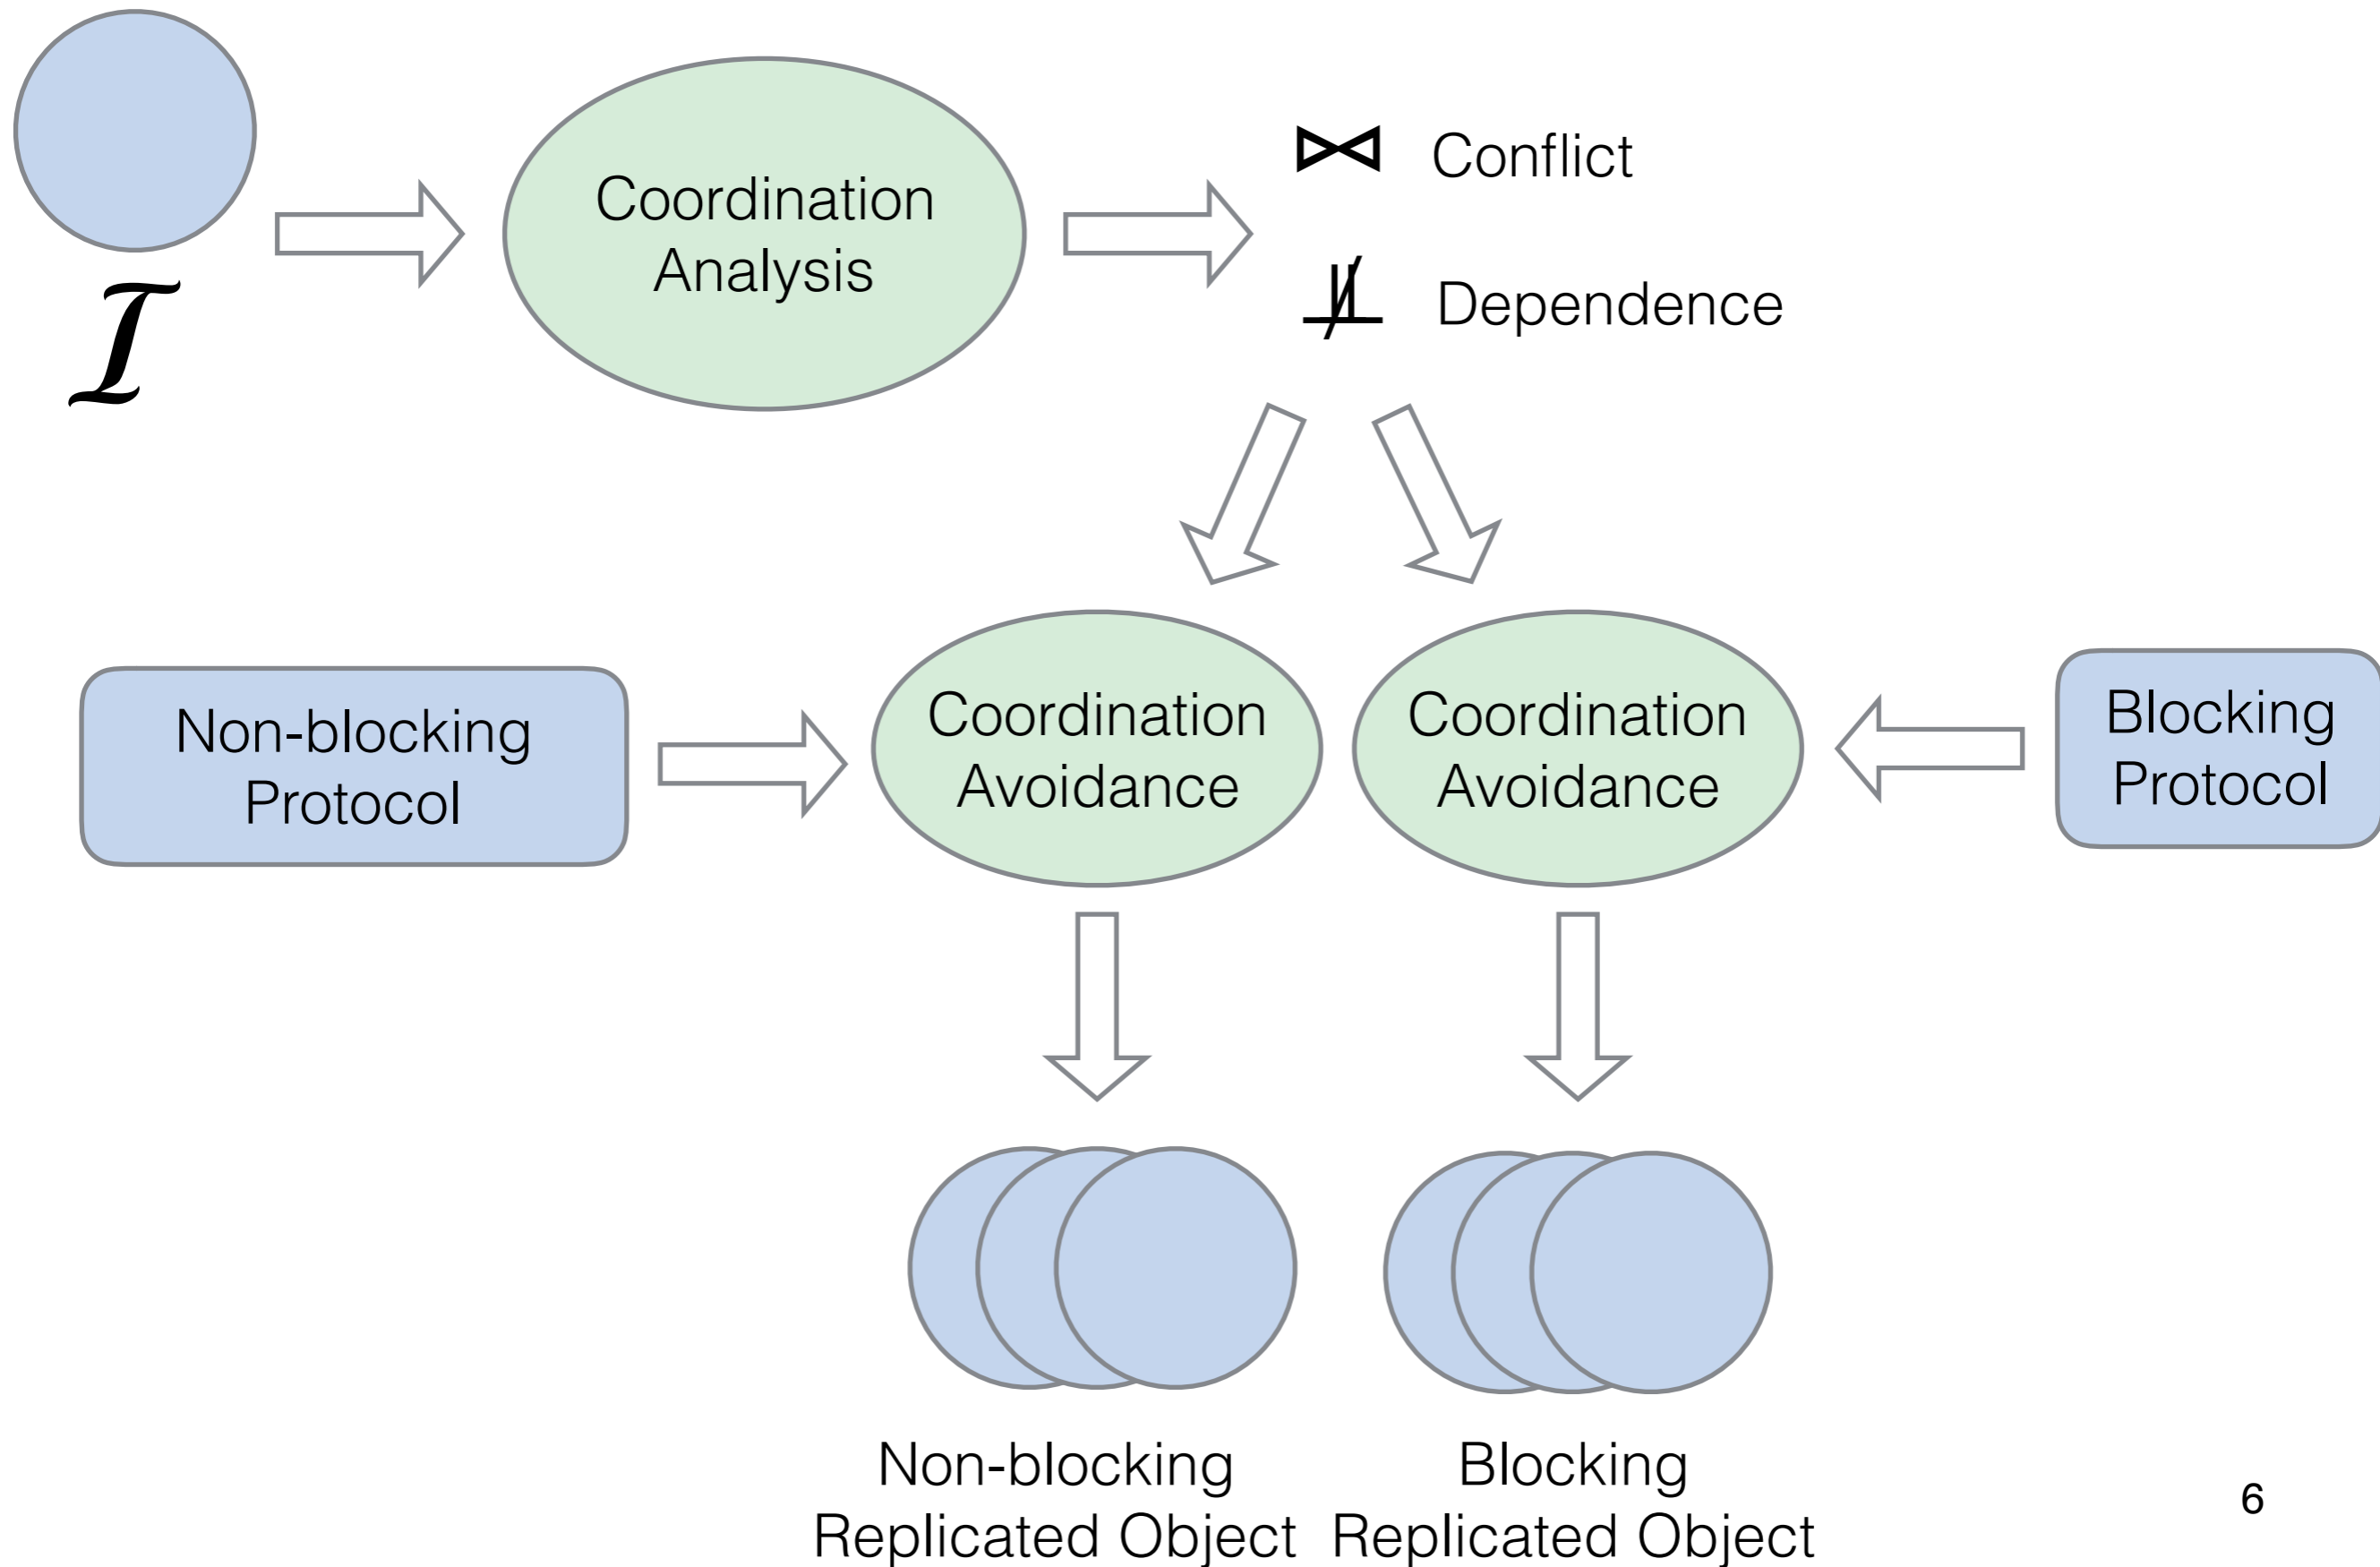 ℐ
Coordination
Analysis
⋈ Conflict
⫫̸ Dependence
Non-blocking
Protocol
Coordination
Avoidance
Coordination
Avoidance
Blocking
Protocol
Non-blocking
Replicated Object
Blocking
Replicated Object
6